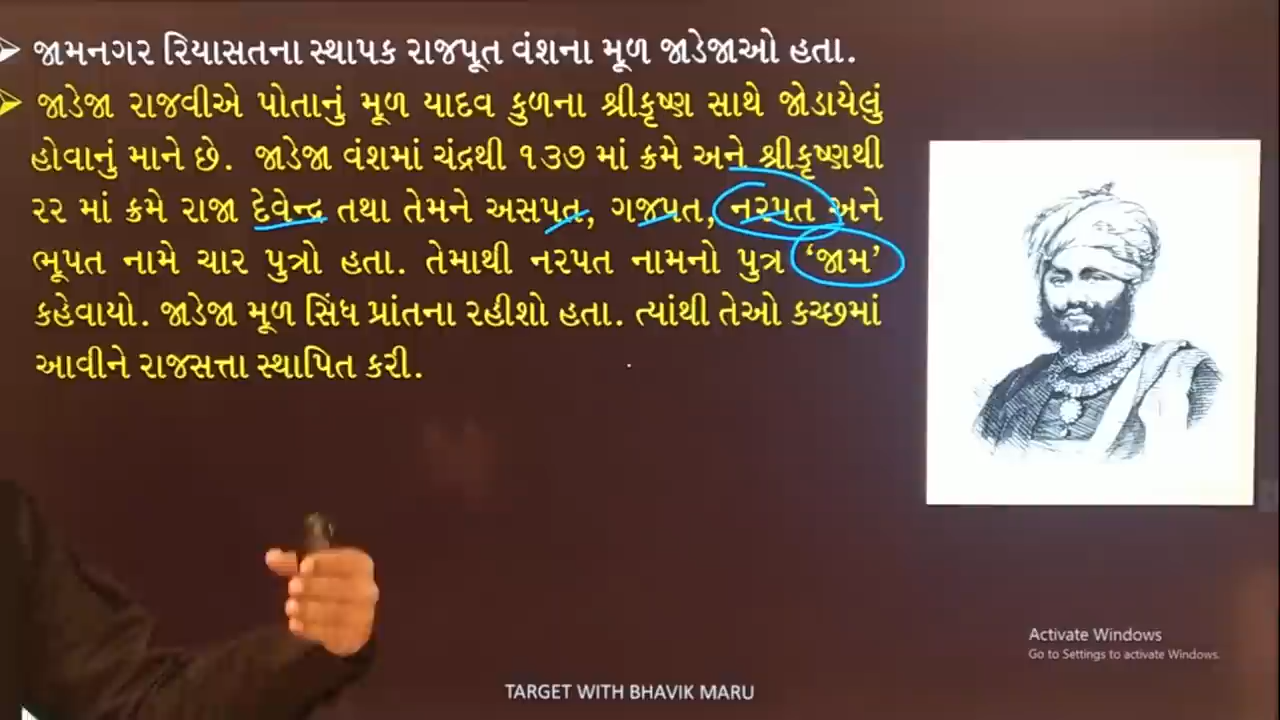 જામનગર રિયાસતના સ્થાપક રાજપૂત વંશના મૂળ જાડેજાઓ હતા.
જાડેજા રાજવીએ પોતાનું મૂળ યાદવ કુળના શ્રીકૃષ્ણ સાથે જોડાયેલું
હોવાનું માને છે. જાડેજા વંશમાં ચંદ્રથી ૧૩૭ માં ક્રમે અને શ્રીકૃષ્ણથી
૨૨ માં ક્રમે રાજા દેવેન્દ્ર તથા તેમને અસપત, ગજપત, નરપત અને
ભૂપત નામે ચાર પુત્રો હતા. તેમાથી નરપત નામનો પુત્ર ‘જામ’
કહેવાયો. જાડેજા મૂળ સિંધ પ્રાંતના રહીશો હતા. ત્યાંથી તેઓ કચ્છમાં
આવીને રાજસત્તા સ્થાપિત કરી.
Activate Windows
Go to Settings to activate Windows.
TARGET WITH BHAVIK MARU